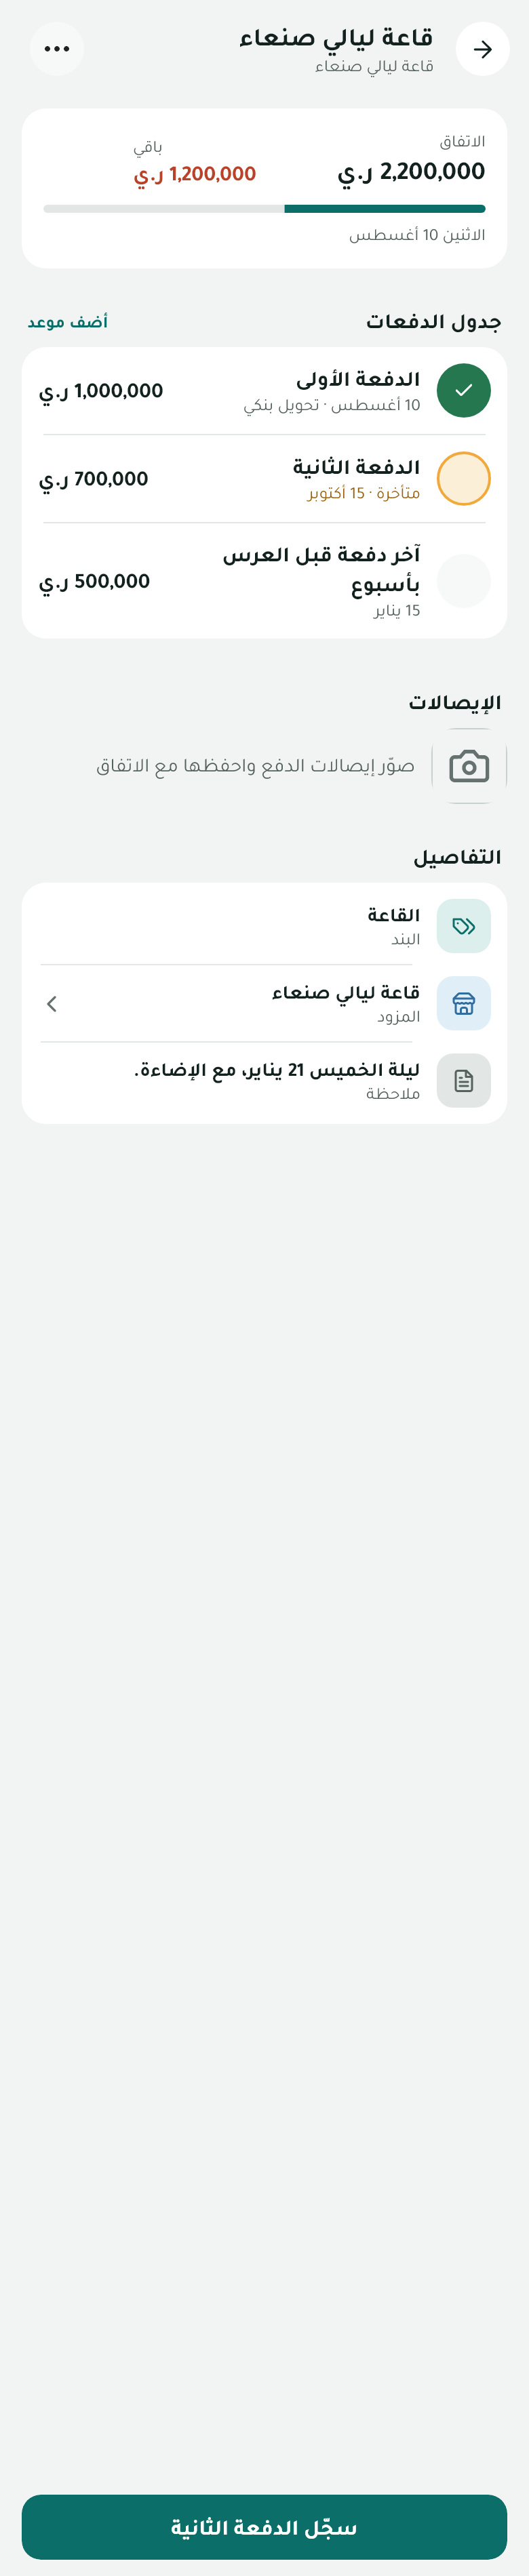 قاعة ليالي صنعاء
قاعة ليالي صنعاء
الاتفاق
باقي
2,200,000 ر.ي
1,200,000 ر.ي
الاثنين 10 أغسطس
جدول الدفعات
أضف موعد
الدفعة الأولى
10 أغسطس · تحويل بنكي
1,000,000 ر.ي
الدفعة الثانية
متأخرة · 15 أكتوبر
700,000 ر.ي
آخر دفعة قبل العرس
بأسبوع
15 يناير
500,000 ر.ي
الإيصالات
صوّر إيصالات الدفع واحفظها مع الاتفاق
التفاصيل
القاعة
البند
قاعة ليالي صنعاء
المزود
ليلة الخميس 21 يناير، مع الإضاءة.
ملاحظة
سجّل الدفعة الثانية